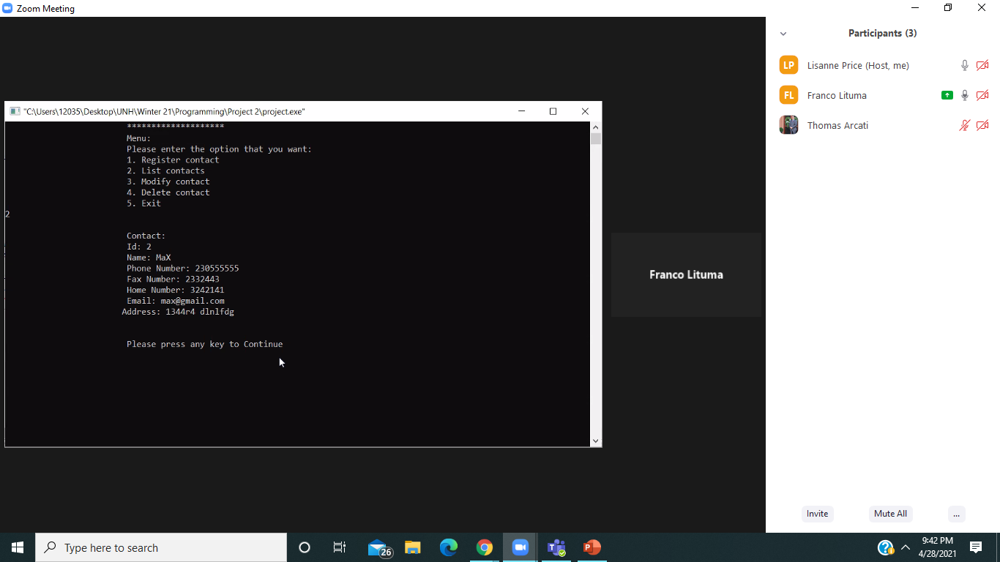 Zoom Meeting
Participants (3)
LP Lisanne Price (Host, me)
FL Franco Lituma
Thomas Arcati
"C:\Users\12035\Desktop\UNH\Winter 21\Programming\Project 2\project.exe"
********************
Menu:
Please enter the option that you want:
1. Register contact
2. List contacts
3. Modify contact
4. Delete contact
5. Exit
2
Contact:
Id: 2
Name: MaX
Phone Number: 230555555
Fax Number: 2332443
Home Number: 3242141
Email: max@gmail.com
Address: 1344r4 dlnlfdg
Please press any key to Continue
Franco Lituma
Invite
Mute All
...
Type here to search
26
9:42 PM
4/28/2021